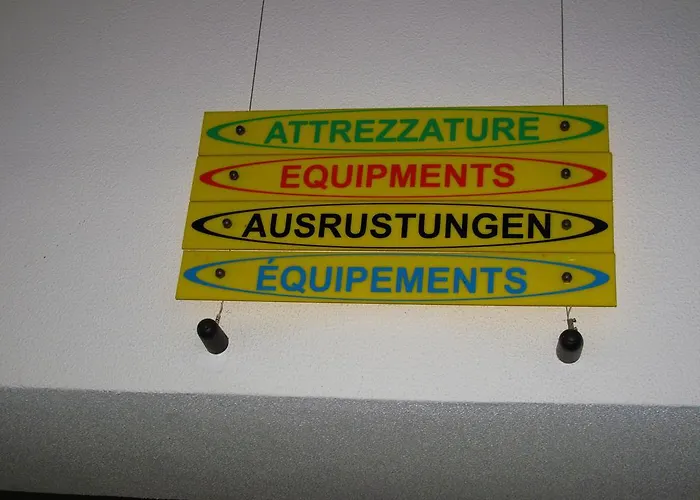 ATTREZZATURE
EQUIPMENTS
AUSRUSTUNGEN
ÉQUIPEMENTS